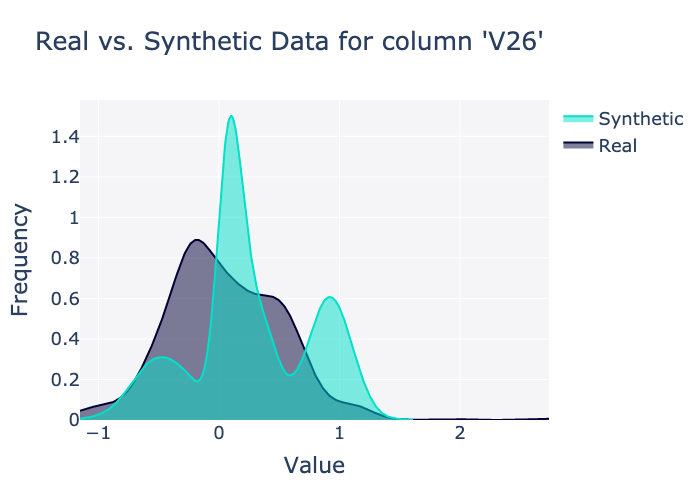 Real vs. Synthetic Data for column 'V26'
Synthetic
Real
Frequency
1.4
1.2
1
0.8
0.6
0.4
0.2
0
−1
0
1
2
Value